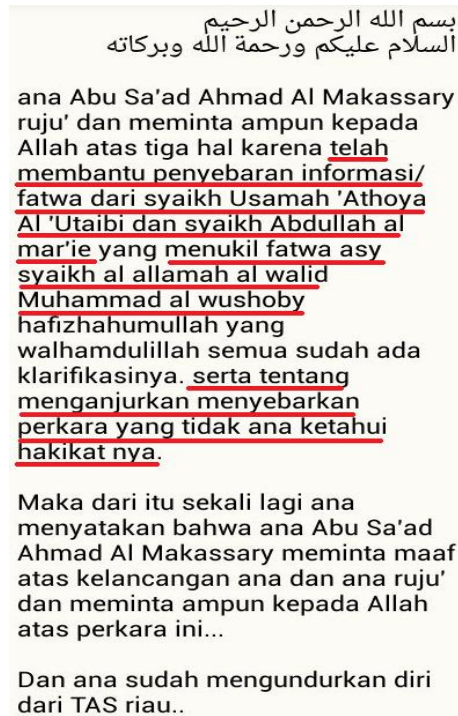 بسم الله الرحمن الرحيم
السلام عليكم ورحمة الله وبركاته
ana Abu Sa'ad Ahmad Al Makassary
ruju' dan meminta ampun kepada
Allah atas tiga hal karena telah
membantu penyebaran informasi/
fatwa dari syaikh Usamah 'Athoya
Al 'Utaibi dan syaikh Abdullah al
mar'ie yang menukil fatwa asy
syaikh al allamah al walid
Muhammad al wushoby
hafizhahumullah yang
walhamdulillah semua sudah ada
klarifikasinya. serta tentang
menganjurkan menyebarkan
perkara yang tidak ana ketahui
hakikat nya.
Maka dari itu sekali lagi ana
menyatakan bahwa ana Abu Sa'ad
Ahmad Al Makassary meminta maaf
atas kelancangan ana dan ana ruju'
dan meminta ampun kepada Allah
atas perkara ini...
Dan ana sudah mengundurkan diri
dari TAS riau..